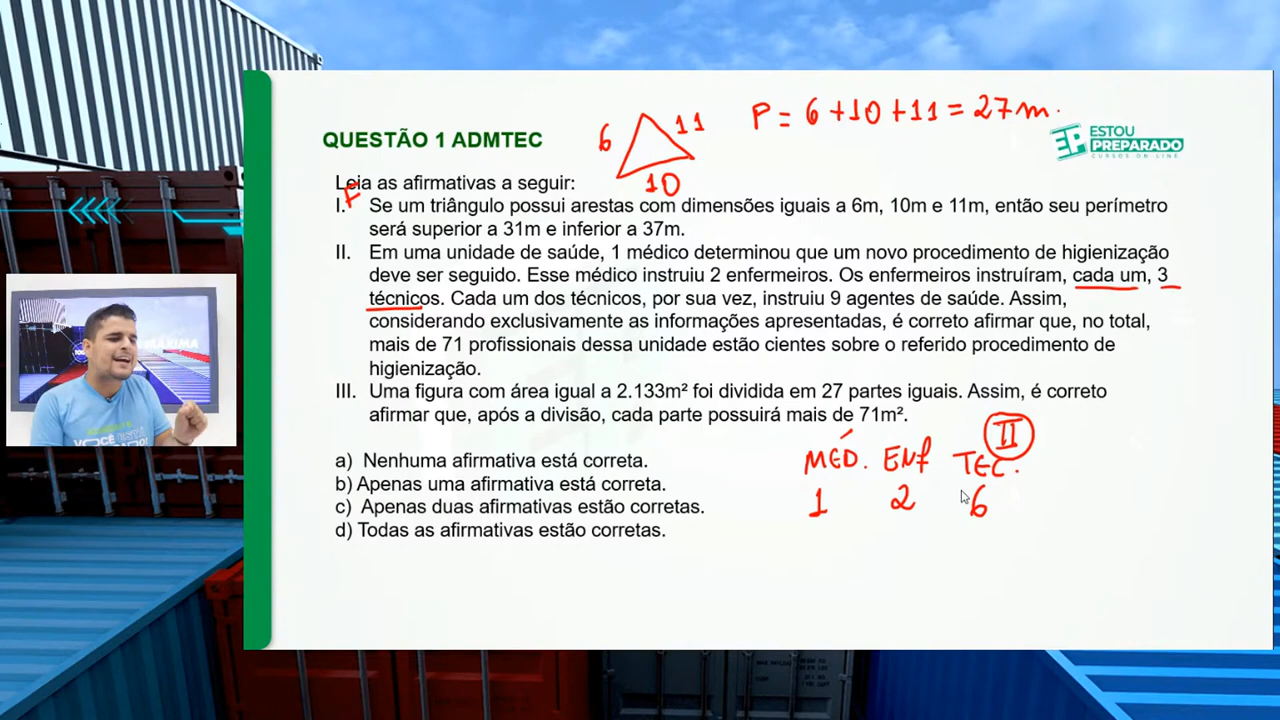 P = 6 + 10 + 11 = 27 m.
6
11
10
QUESTÃO 1 ADMTEC
ESTOU
PREPARADO
CURSOS ON-LINE
Leia as afirmativas a seguir:
F
I. Se um triângulo possui arestas com dimensões iguais a 6m, 10m e 11m, então seu perímetro
será superior a 31m e inferior a 37m.
II. Em uma unidade de saúde, 1 médico determinou que um novo procedimento de higienização
deve ser seguido. Esse médico instruiu 2 enfermeiros. Os enfermeiros instruíram, cada um, 3
técnicos. Cada um dos técnicos, por sua vez, instruiu 9 agentes de saúde. Assim,
considerando exclusivamente as informações apresentadas, é correto afirmar que, no total,
mais de 71 profissionais dessa unidade estão cientes sobre o referido procedimento de
higienização.
III. Uma figura com área igual a 2.133m² foi dividida em 27 partes iguais. Assim, é correto
afirmar que, após a divisão, cada parte possuirá mais de 71m².
II
MÉD. ENf TEC.
1 2 6
a) Nenhuma afirmativa está correta.
b) Apenas uma afirmativa está correta.
c) Apenas duas afirmativas estão corretas.
d) Todas as afirmativas estão corretas.